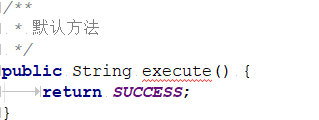 /**
 * 默认方法
 */
public String execute() {
    return SUCCESS;
}